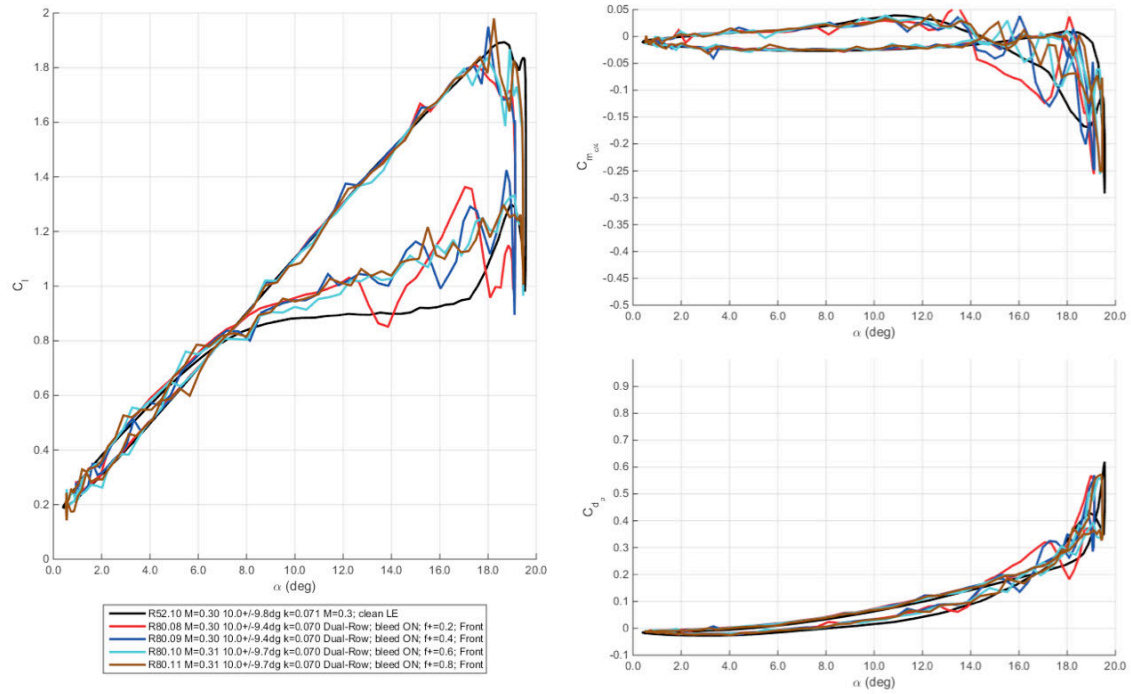 2
1.8
1.6
1.4
1.2
1
0.8
0.6
0.4
0.2
0
C_l
0.0 2.0 4.0 6.0 8.0 10.0 12.0 14.0 16.0 18.0 20.0
α (deg)
R52.10 M=0.30 10.0+/-9.8dg k=0.071 M=0.3; clean LE
R80.08 M=0.30 10.0+/-9.4dg k=0.070 Dual-Row; bleed ON; f+=0.2; Front
R80.09 M=0.30 10.0+/-9.4dg k=0.070 Dual-Row; bleed ON; f+=0.4; Front
R80.10 M=0.31 10.0+/-9.7dg k=0.070 Dual-Row; bleed ON; f+=0.6; Front
R80.11 M=0.31 10.0+/-9.7dg k=0.070 Dual-Row; bleed ON; f+=0.8; Front
0.05
0
-0.05
-0.1
-0.15
-0.2
-0.25
-0.3
-0.35
-0.4
-0.45
-0.5
C_m_c/4
0.0 2.0 4.0 6.0 8.0 10.0 12.0 14.0 16.0 18.0 20.0
α (deg)
0.9
0.8
0.7
0.6
0.5
0.4
0.3
0.2
0.1
0
-0.1
C_d_p
0.0 2.0 4.0 6.0 8.0 10.0 12.0 14.0 16.0 18.0 20.0
α (deg)